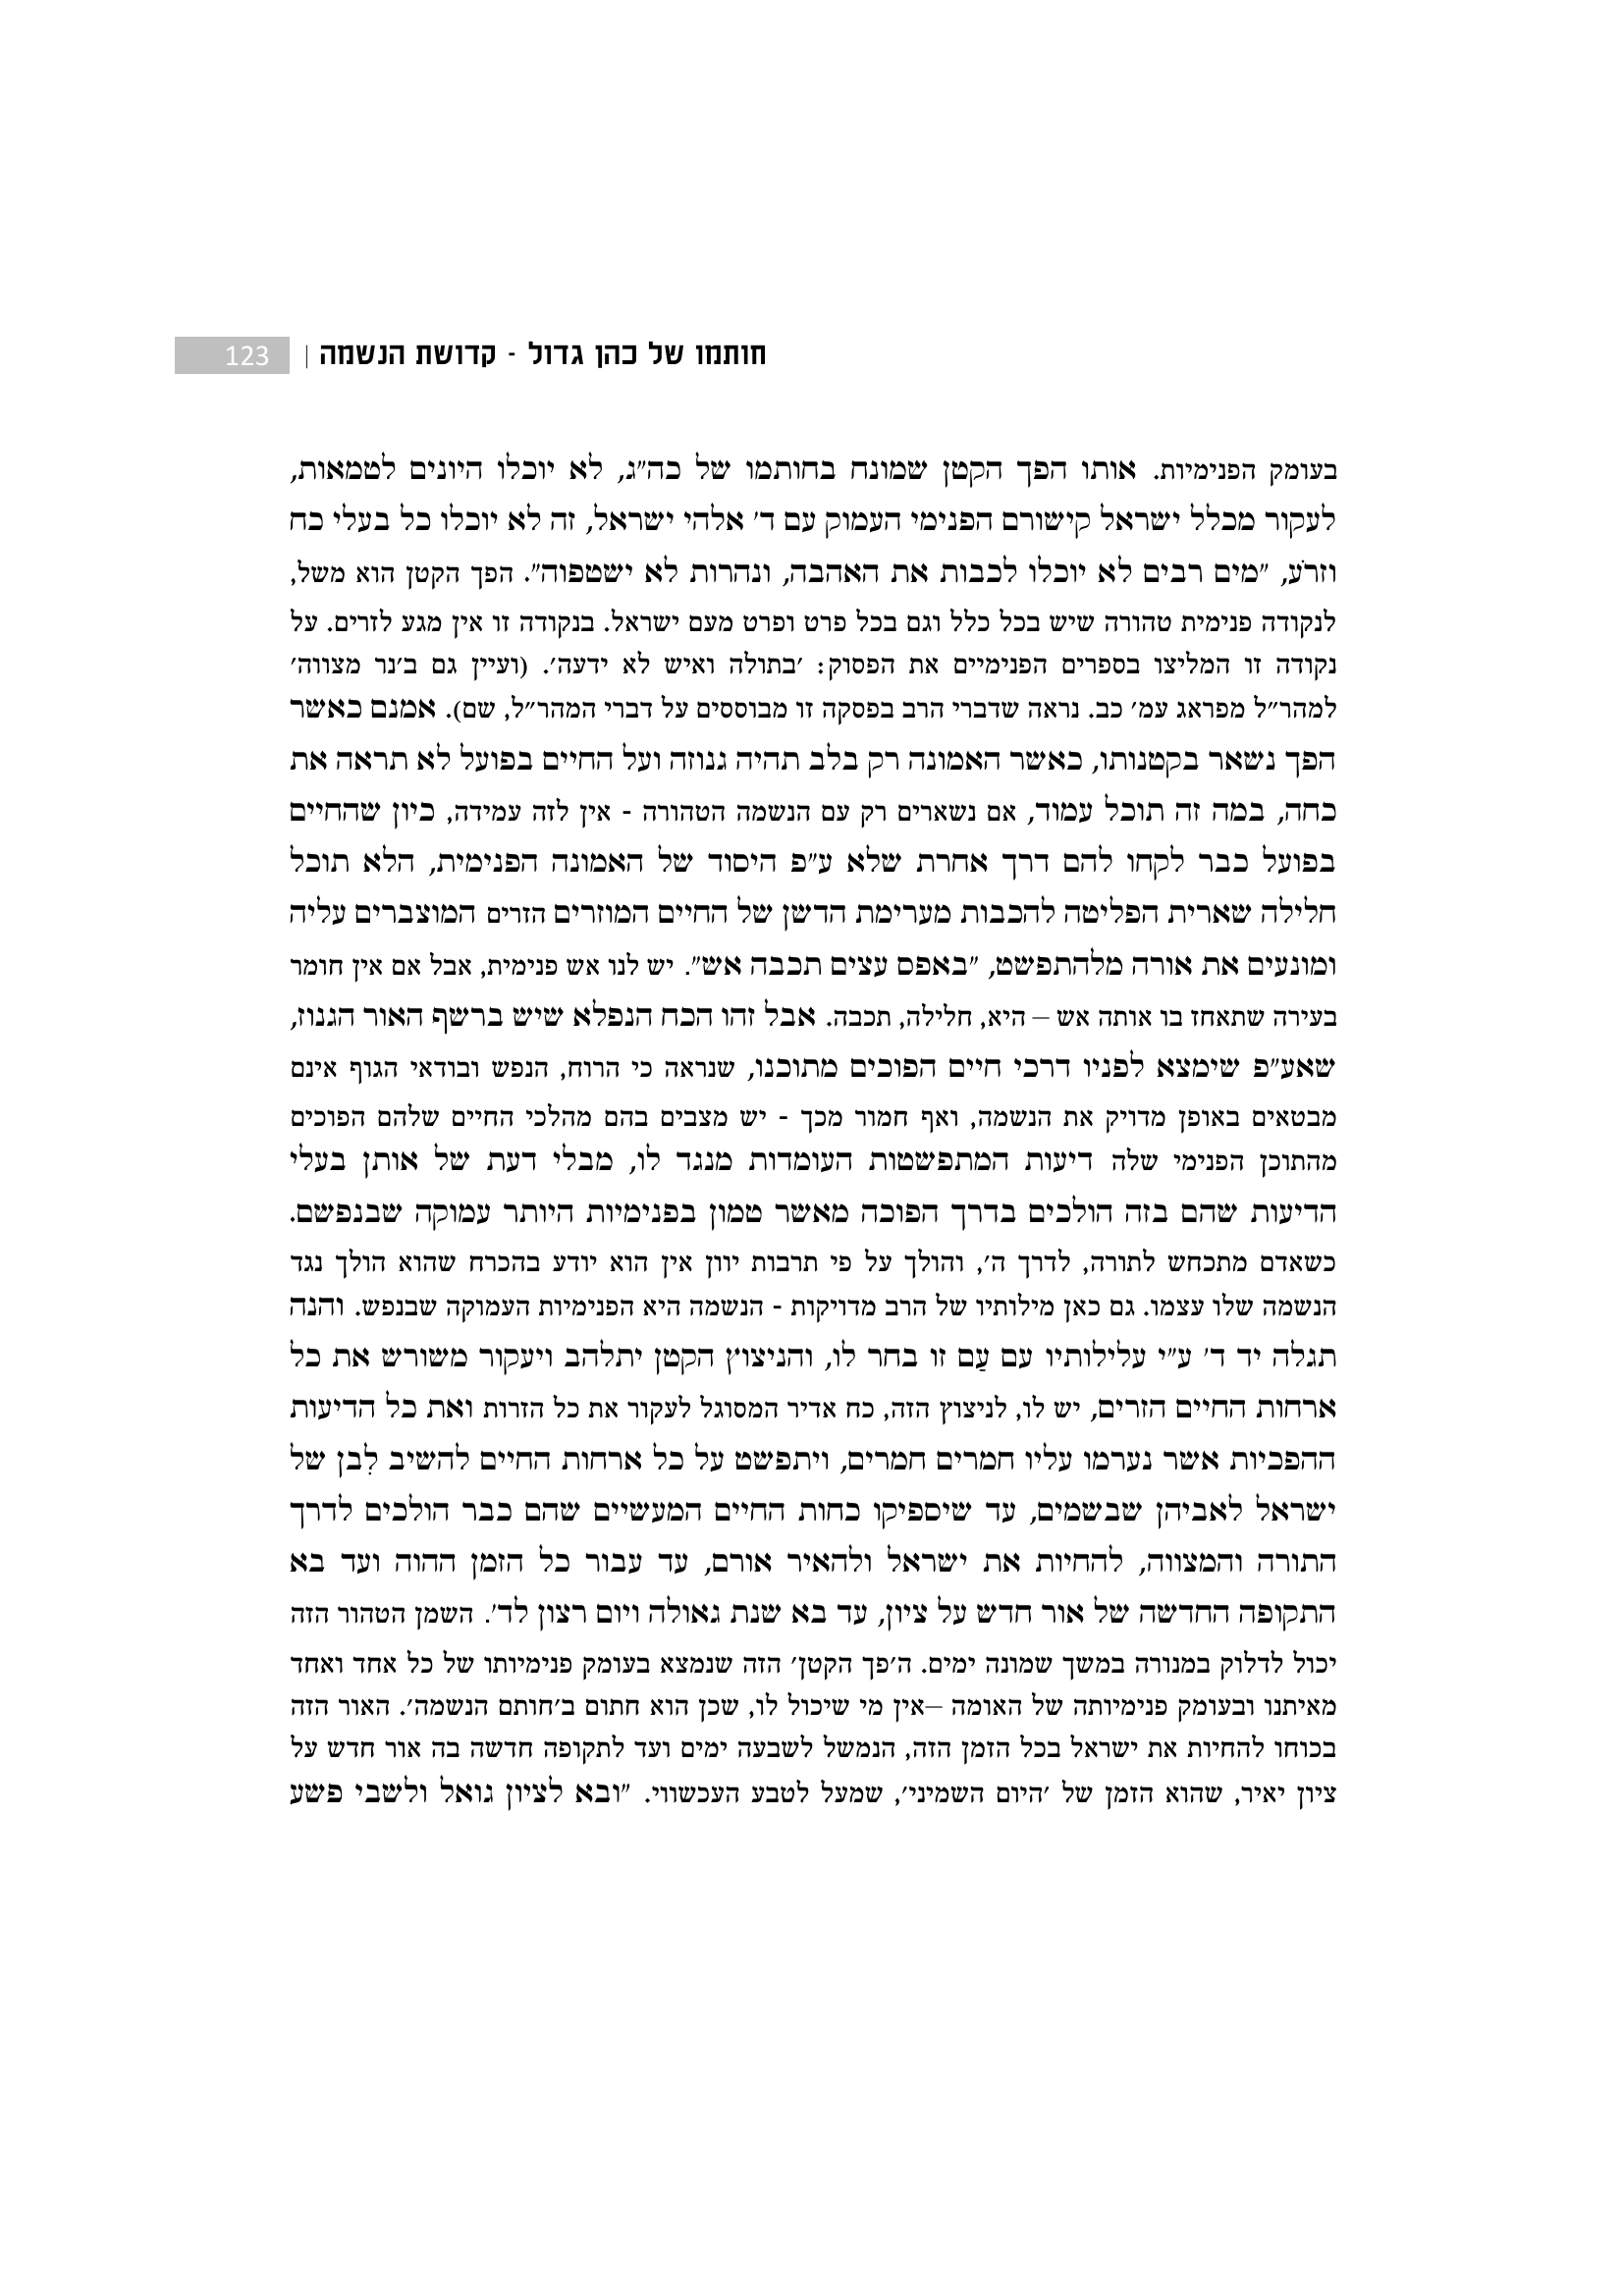 חותמו של כהן גדול - קדושת הנשמה | 123
בעומק הפנימיות. אותו הפך הקטן שמונח בחותמו של כה״ג, לא יוכלו היונים לטמאות,
לעקור מכלל ישראל קישורם הפנימי העמוק עם ד׳ אלהי ישראל, זה לא יוכלו כל בעלי כח
וזרֹע, ״מים רבים לא יוכלו לכבות את האהבה, ונהרות לא ישטפוה״. הפך הקטן הוא משל,
לנקודה פנימית טהורה שיש בכל כלל וגם בכל פרט ופרט מעם ישראל. בנקודה זו אין מגע לזרים. על
נקודה זו המליצו בספרים הפנימיים את הפסוק: ׳בתולה ואיש לא ידעה׳. (ועיין גם ב׳נר מצווה׳
למהר״ל מפראג עמ׳ כב. נראה שדברי הרב בפסקה זו מבוססים על דברי המהר״ל, שם). אמנם כאשר
הפך נשאר בקטנותו, כאשר האמונה רק בלב תהיה גנוזה ועל החיים בפועל לא תראה את
כחה, במה זה תוכל עמוד, אם נשארים רק עם הנשמה הטהורה - אין לזה עמידה, כיון שהחיים
בפועל כבר לקחו להם דרך אחרת שלא ע״פ היסוד של האמונה הפנימית, הלא תוכל
חלילה שארית הפליטה להכבות מערימת הדשן של החיים המוזרים הזרים המוצברים עליה
ומונעים את אורה מלהתפשט, ״באפס עצים תכבה אש״. יש לנו אש פנימית, אבל אם אין חומר
בעירה שתאחז בו אותה אש – היא, חלילה, תכבה. אבל זהו הכח הנפלא שיש ברשף האור הגנוז,
שאע״פ שימצא לפניו דרכי חיים הפוכים מתוכנו, שנראה כי הרוח, הנפש ובודאי הגוף אינם
מבטאים באופן מדויק את הנשמה, ואף חמור מכך - יש מצבים בהם מהלכי החיים שלהם הפוכים
מהתוכן הפנימי שלה דיעות המתפשטות העומדות מנגד לו, מבלי דעת של אותן בעלי
הדיעות שהם בזה הולכים בדרך הפוכה מאשר טמון בפנימיות היותר עמוקה שבנפשם.
כשאדם מתכחש לתורה, לדרך ה׳, והולך על פי תרבות יוון אין הוא יודע בהכרח שהוא הולך נגד
הנשמה שלו עצמו. גם כאן מילותיו של הרב מדויקות - הנשמה היא הפנימיות העמוקה שבנפש. והנה
תגלה יד ד׳ ע״י עלילותיו עם עַם זו בחר לו, והניצוץ הקטן יתלהב ויעקור משורש את כל
ארחות החיים הזרים, יש לו, לניצוץ הזה, כח אדיר המסוגל לעקור את כל הזרות ואת כל הדיעות
ההפכיות אשר נערמו עליו חמרים חמרים, ויתפשט על כל ארחות החיים להשיב לִבן של
ישראל לאביהן שבשמים, עד שיספיקו כחות החיים המעשיים שהם כבר הולכים לדרך
התורה והמצווה, להחיות את ישראל ולהאיר אורם, עד עבור כל הזמן ההוה ועד בא
התקופה החדשה של אור חדש על ציון, עד בא שנת גאולה ויום רצון לד׳. השמן הטהור הזה
יכול לדלוק במנורה במשך שמונה ימים. ה׳פך הקטן׳ הזה שנמצא בעומק פנימיותו של כל אחד ואחד
מאיתנו ובעומק פנימיותה של האומה –אין מי שיכול לו, שכן הוא חתום ב׳חותם הנשמה׳. האור הזה
בכוחו להחיות את ישראל בכל הזמן הזה, הנמשל לשבעה ימים ועד לתקופה חדשה בה אור חדש על
ציון יאיר, שהוא הזמן של ׳היום השמיני׳, שמעל לטבע העכשווי. ״ובא לציון גואל ולשבי פשע